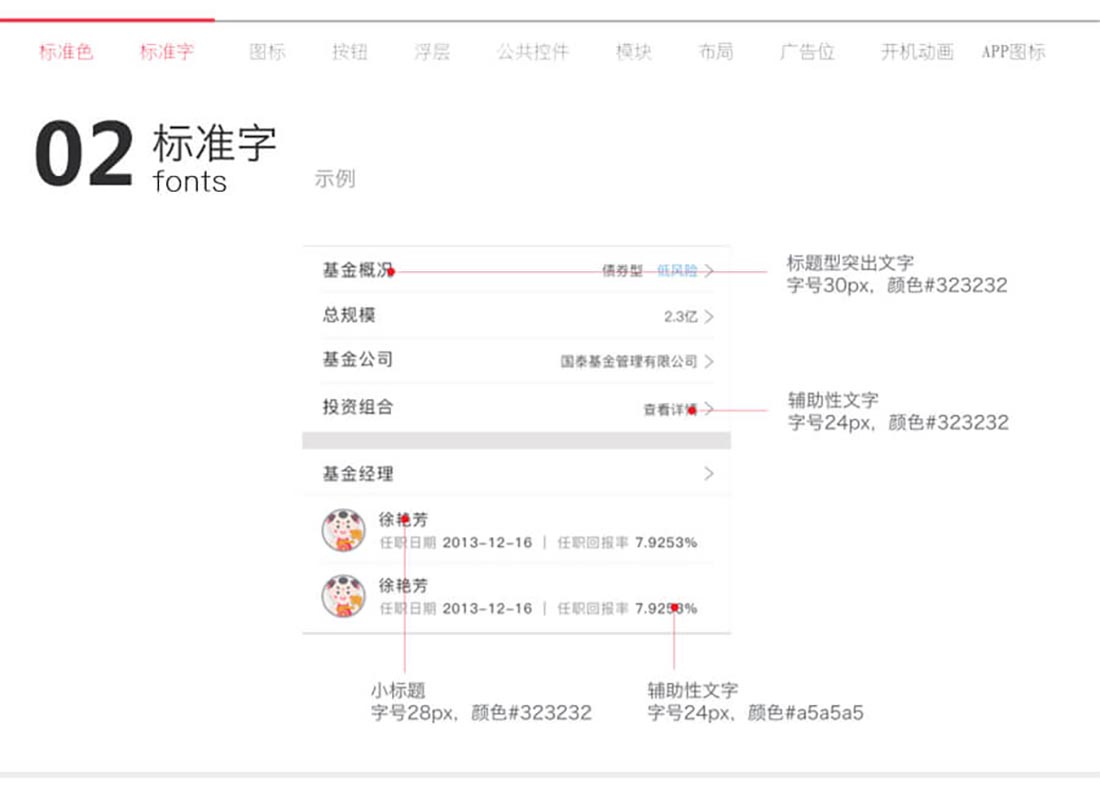 标准色 标准字 图标 按钮 浮层 公共控件 模块 布局 广告位 开机动画 APP图标
02 标准字
fonts
示例
基金概况 债券型 低风险
标题型突出文字
字号30px，颜色#323232
总规模 2.3亿
基金公司 国泰基金管理有限公司
投资组合 查看详情
辅助性文字
字号24px，颜色#323232
基金经理
徐艳芳
任职日期 2013-12-16 | 任职回报率 7.9253%
徐艳芳
任职日期 2013-12-16 | 任职回报率 7.9253%
小标题
字号28px，颜色#323232
辅助性文字
字号24px，颜色#a5a5a5